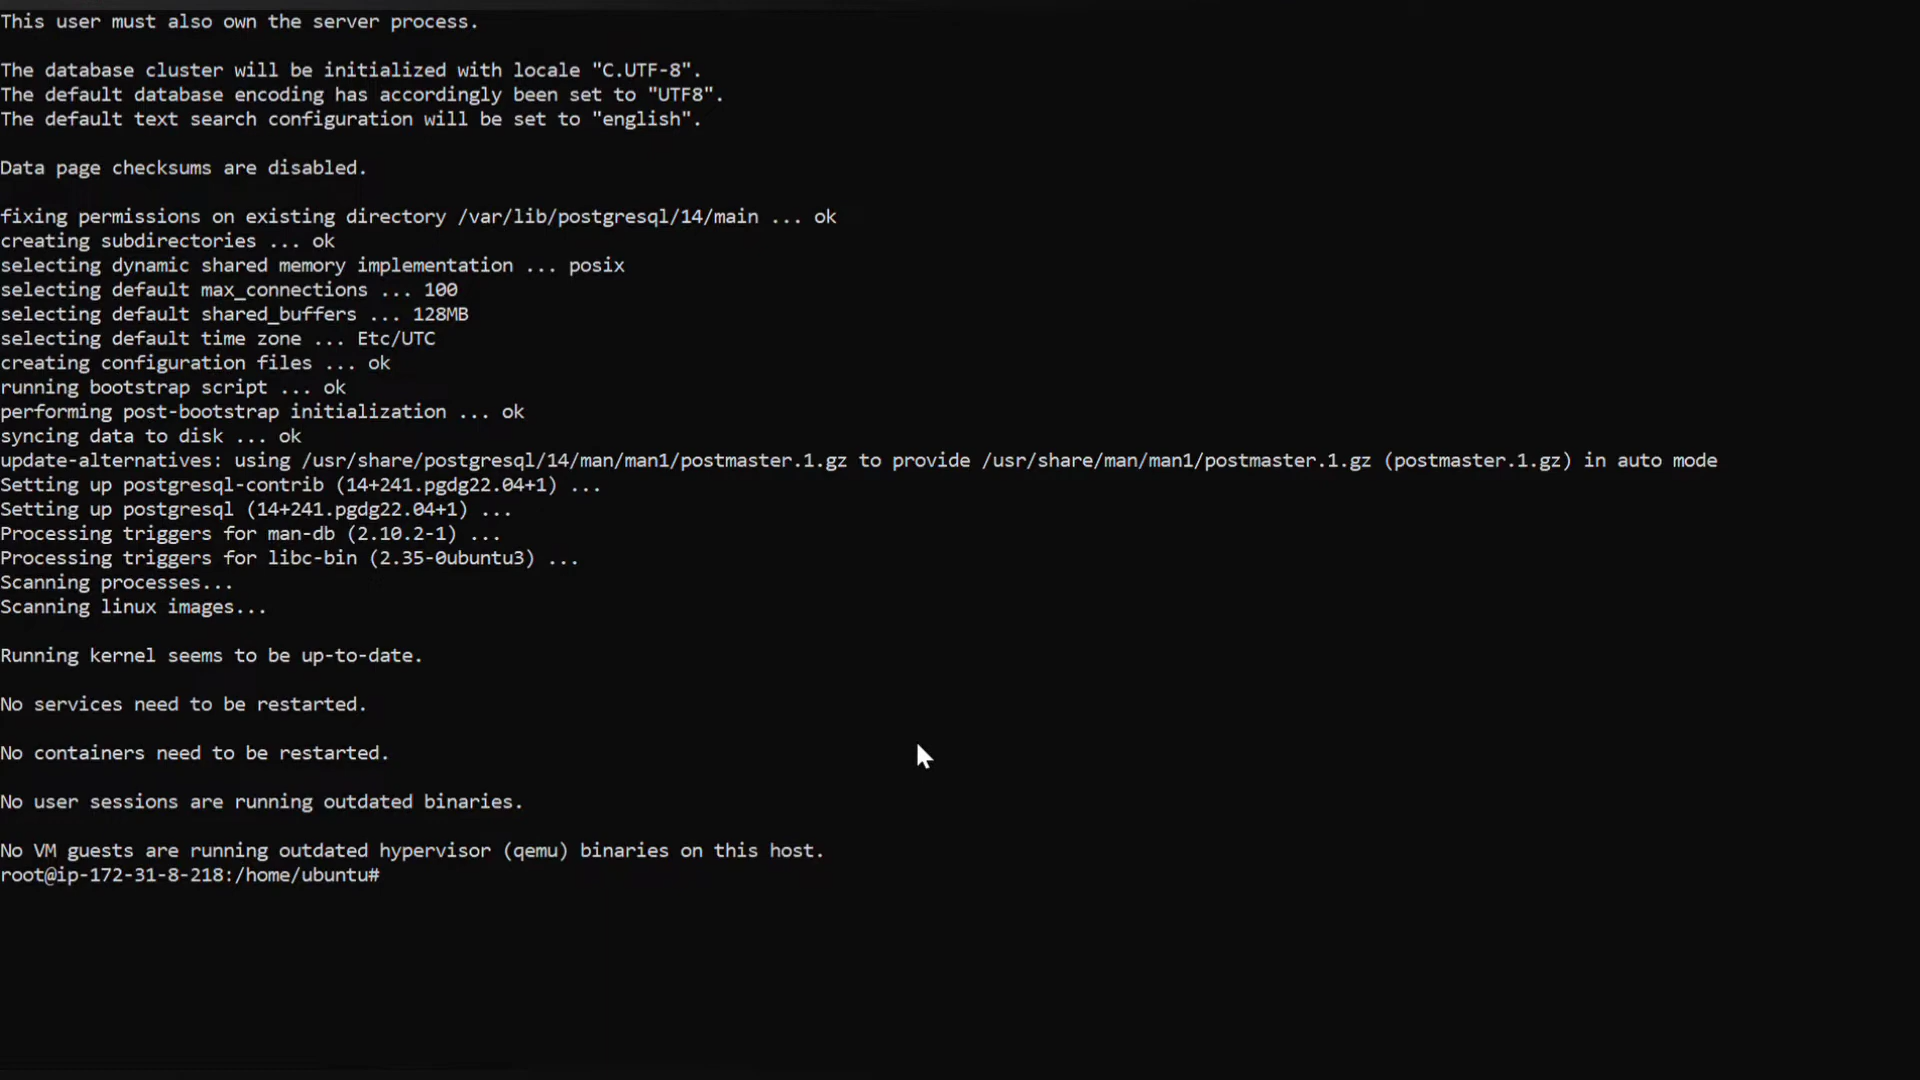 This user must also own the server process.
The database cluster will be initialized with locale "C.UTF-8".
The default database encoding has accordingly been set to "UTF8".
The default text search configuration will be set to "english".
Data page checksums are disabled.
fixing permissions on existing directory /var/lib/postgresql/14/main ... ok
creating subdirectories ... ok
selecting dynamic shared memory implementation ... posix
selecting default max_connections ... 100
selecting default shared_buffers ... 128MB
selecting default time zone ... Etc/UTC
creating configuration files ... ok
running bootstrap script ... ok
performing post-bootstrap initialization ... ok
syncing data to disk ... ok
update-alternatives: using /usr/share/postgresql/14/man/man1/postmaster.1.gz to provide /usr/share/man/man1/postmaster.1.gz (postmaster.1.gz) in auto mode
Setting up postgresql-contrib (14+241.pgdg22.04+1) ...
Setting up postgresql (14+241.pgdg22.04+1) ...
Processing triggers for man-db (2.10.2-1) ...
Processing triggers for libc-bin (2.35-0ubuntu3) ...
Scanning processes...
Scanning linux images...
Running kernel seems to be up-to-date.
No services need to be restarted.
No containers need to be restarted.
No user sessions are running outdated binaries.
No VM guests are running outdated hypervisor (qemu) binaries on this host.
root@ip-172-31-8-218:/home/ubuntu#